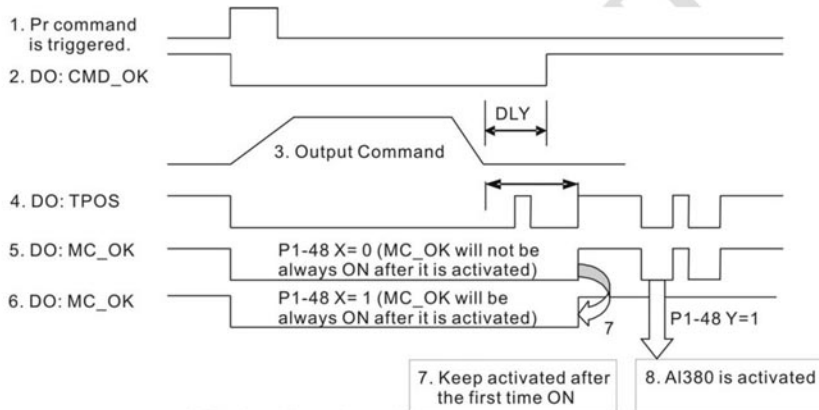 1. Pr command
is triggered.
2. DO: CMD_OK
DLY
3. Output Command
4. DO: TPOS
5. DO: MC_OK
P1-48 X= 0 (MC_OK will not be
always ON after it is activated)
6. DO: MC_OK
P1-48 X= 1 (MC_OK will be
always ON after it is activated)
7
P1-48 Y=1
7. Keep activated after
the first time ON
8. Al380 is activated